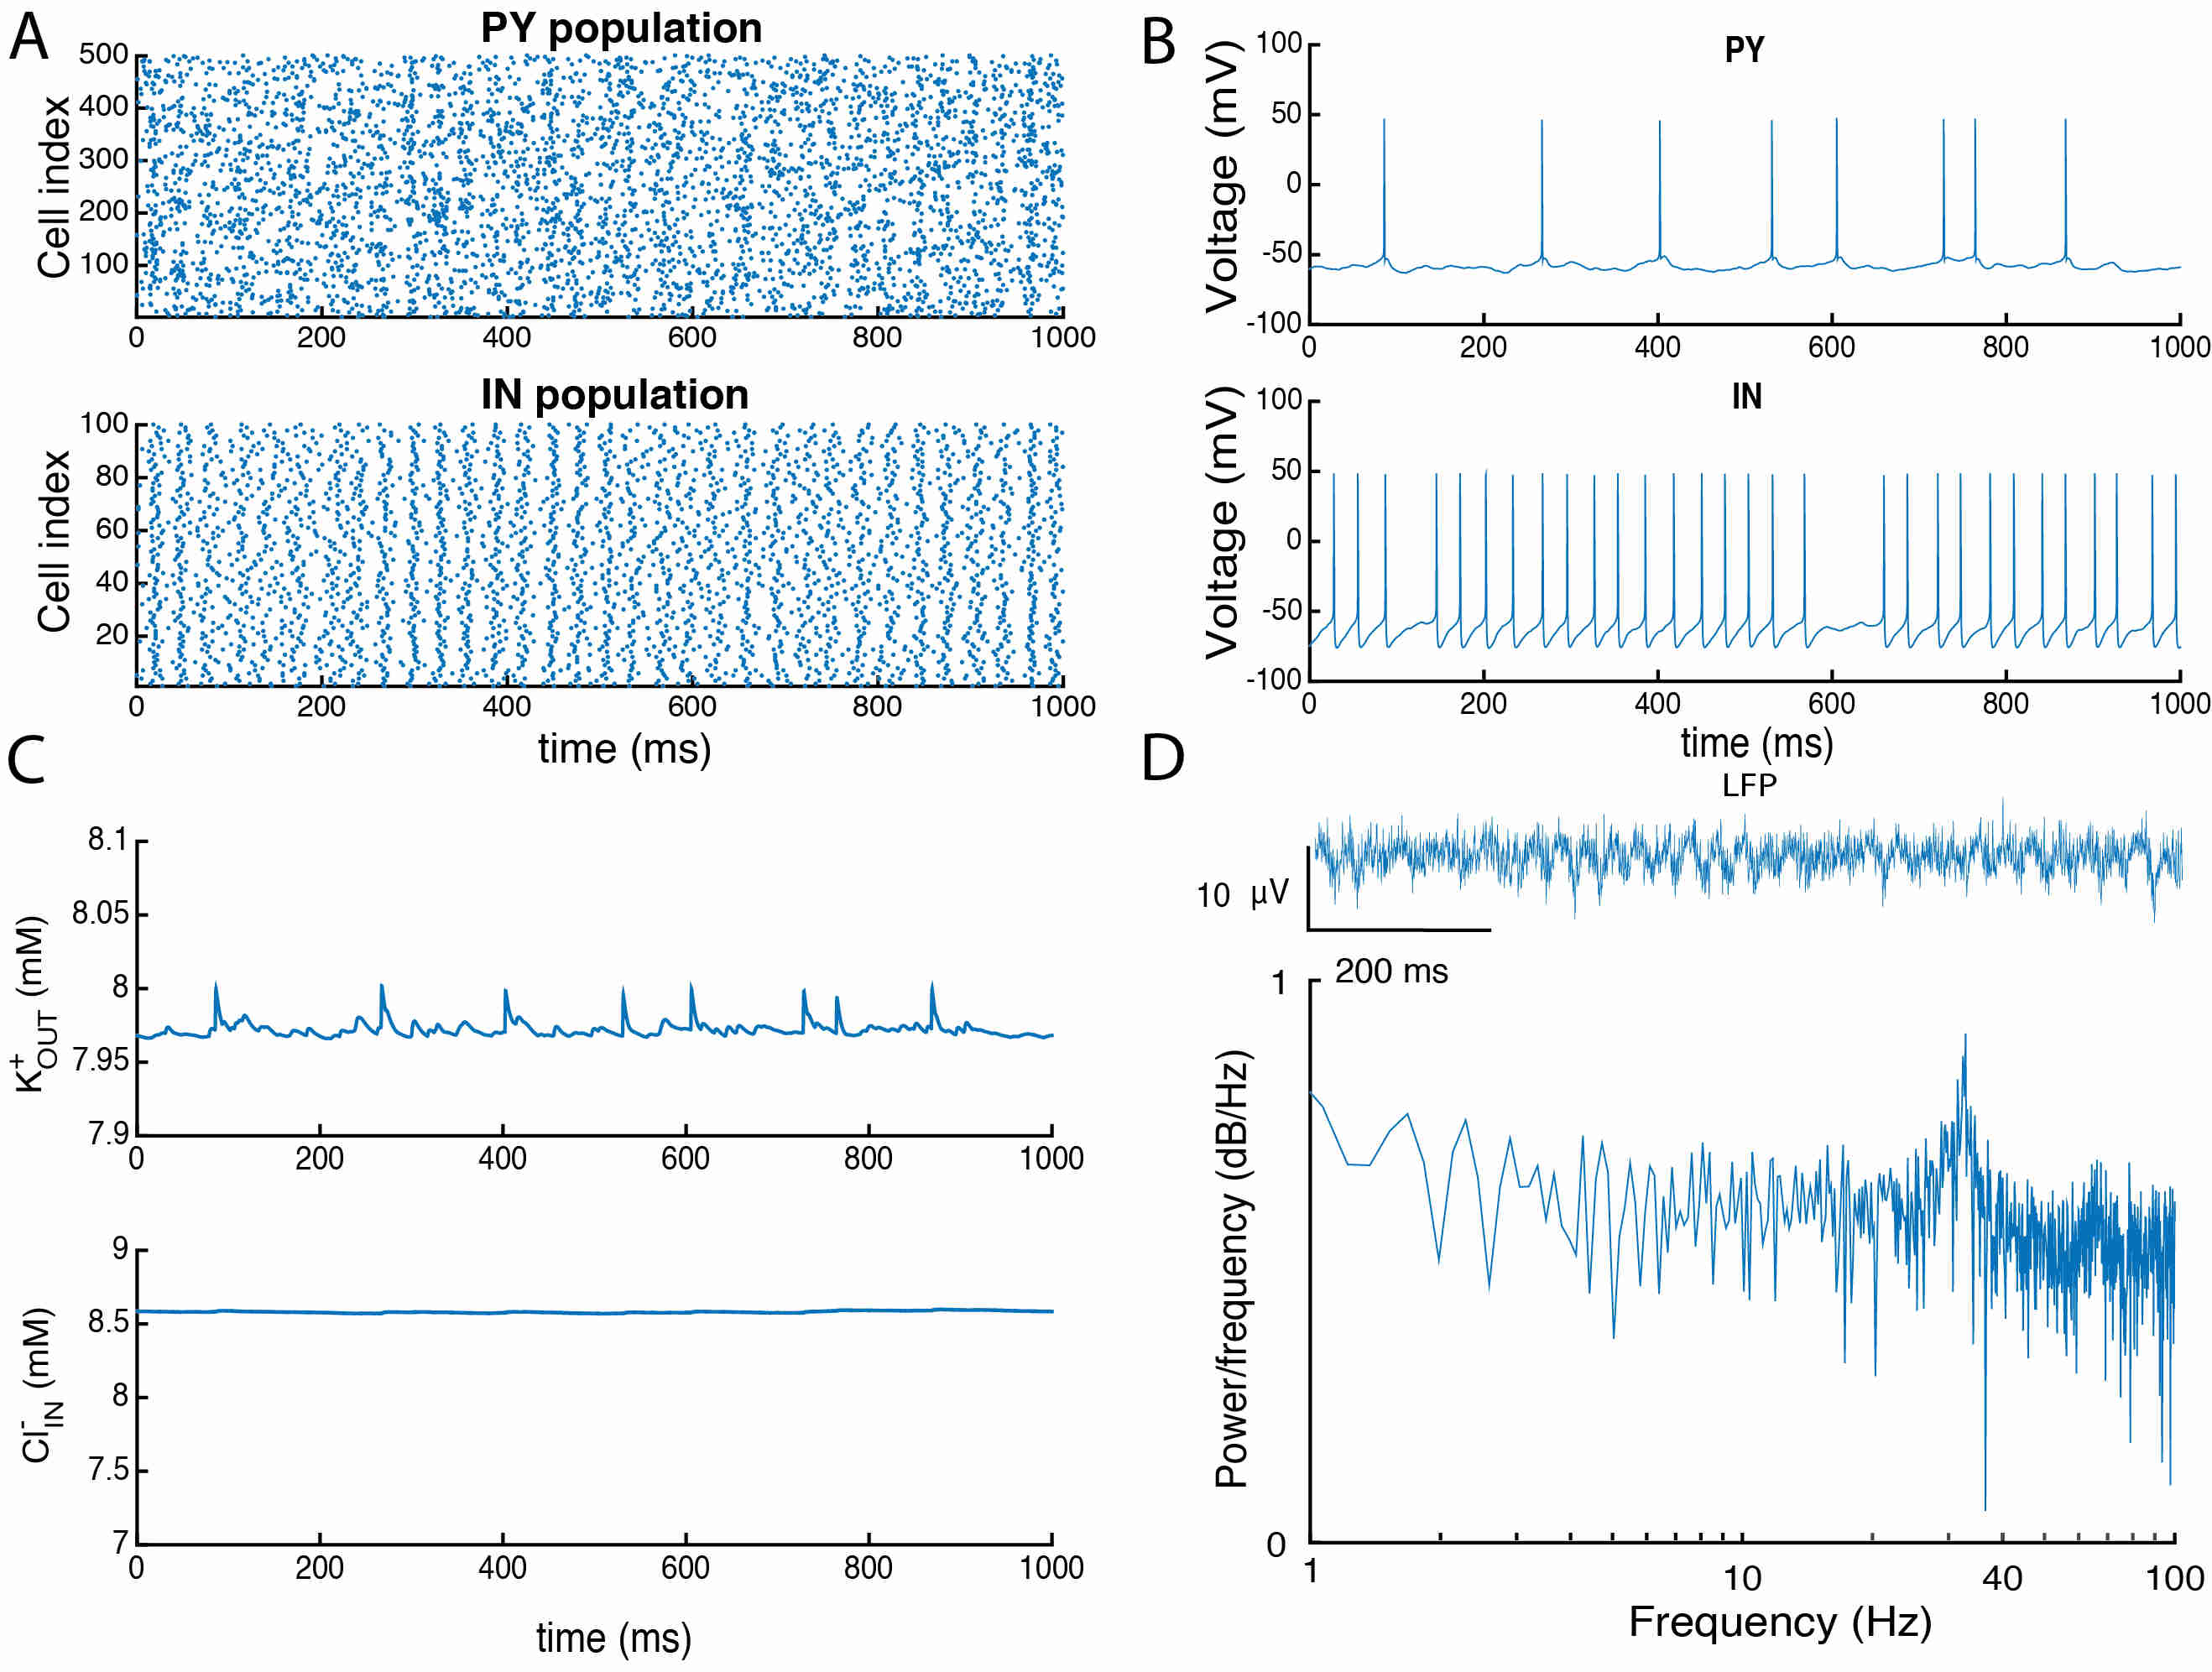 A
PY population
500
400
300
200
100
Cell index
0 200 400 600 800 1000
IN population
100
80
60
40
20
Cell index
0 200 400 600 800 1000
time (ms)
B
PY
100
50
0
-50
-100
Voltage (mV)
0 200 400 600 800 1000
IN
100
50
0
-50
-100
Voltage (mV)
0 200 400 600 800 1000
time (ms)
C
8.1
8.05
8
7.95
7.9
K+OUT (mM)
0 200 400 600 800 1000
9
8.5
8
7.5
7
Cl-IN (mM)
0 200 400 600 800 1000
time (ms)
D
LFP
10 μV
200 ms
1
0
Power/frequency (dB/Hz)
1 10 40 100
Frequency (Hz)